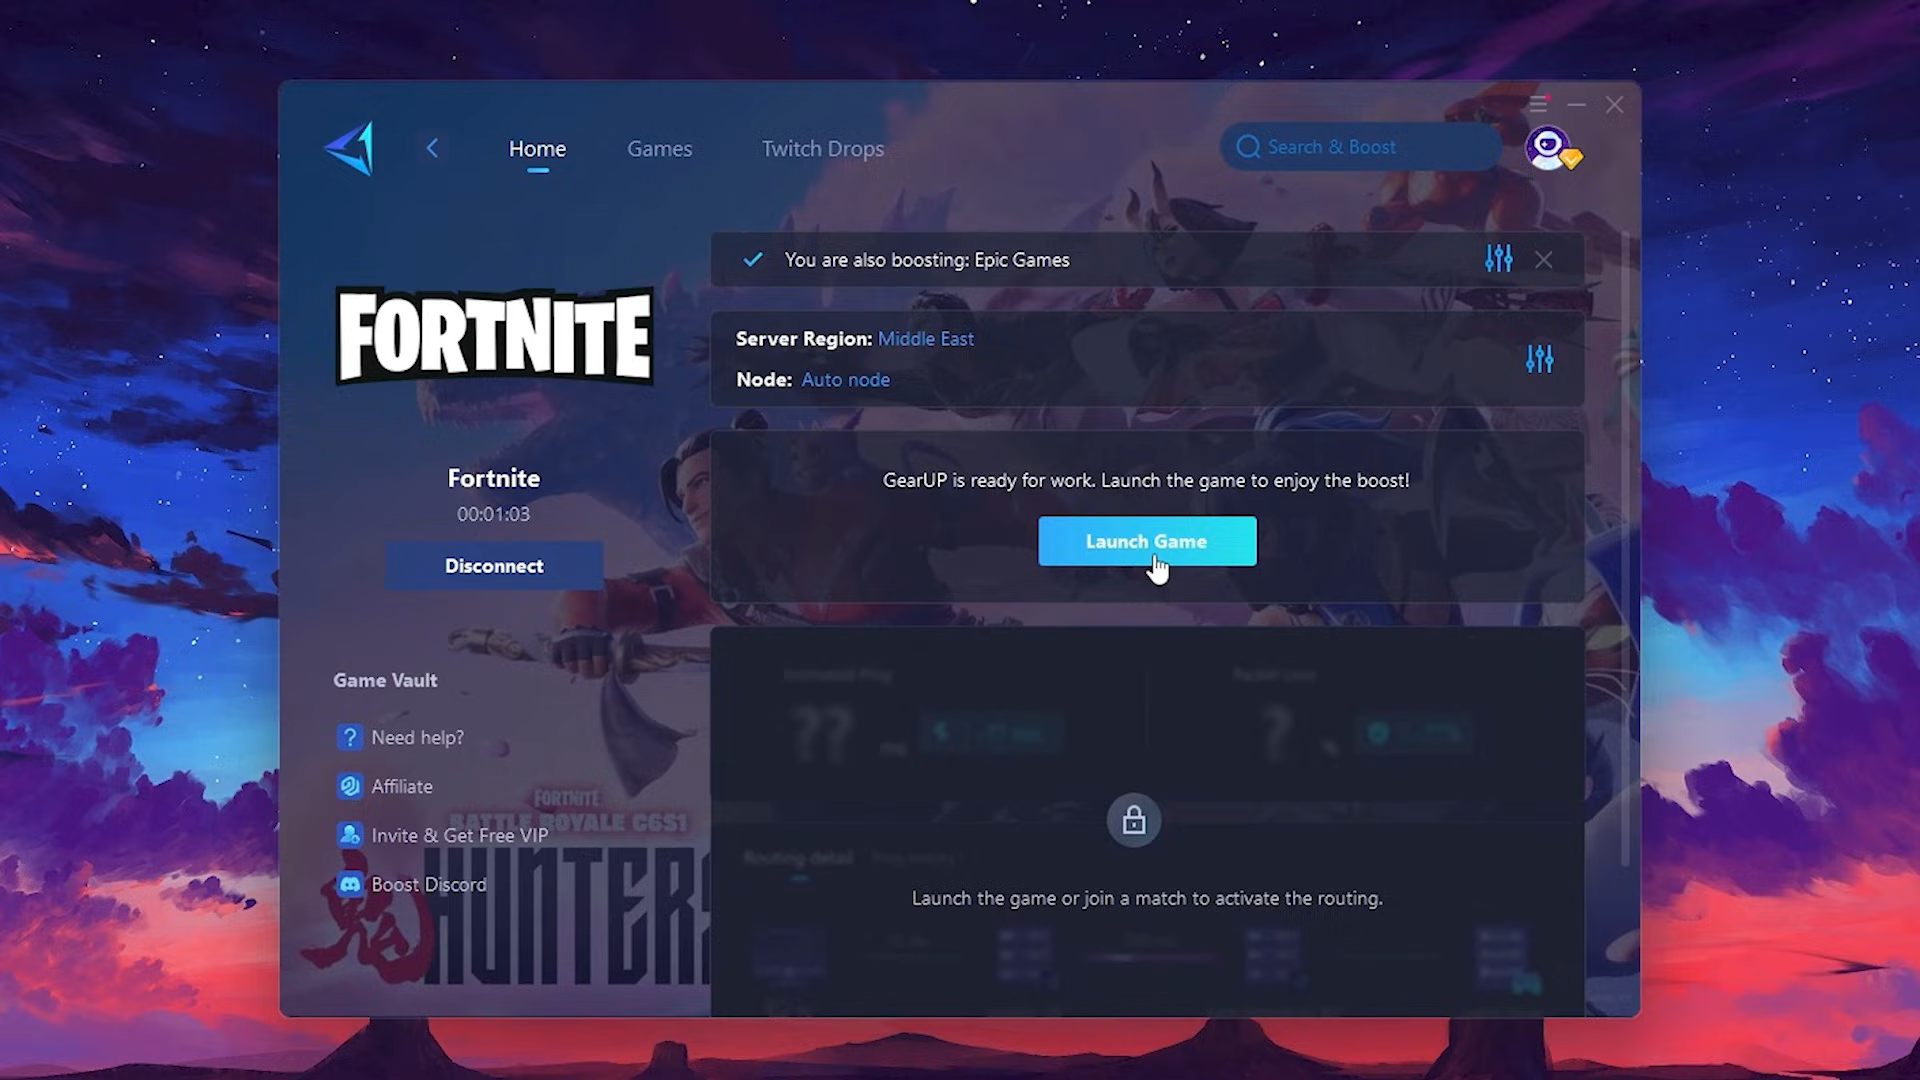 Home
Games
Twitch Drops
Search & Boost
You are also boosting: Epic Games
FORTNITE
Server Region: Middle East
Node: Auto node
Fortnite
00:01:03
Disconnect
GearUP is ready for work. Launch the game to enjoy the boost!
Launch Game
Game Vault
Need help?
Affiliate
Invite & Get Free VIP
Boost Discord
FORTNITE
BATTLE ROYALE C6S1
鬼 HUNTERS
??
?
Routing detail
Launch the game or join a match to activate the routing.